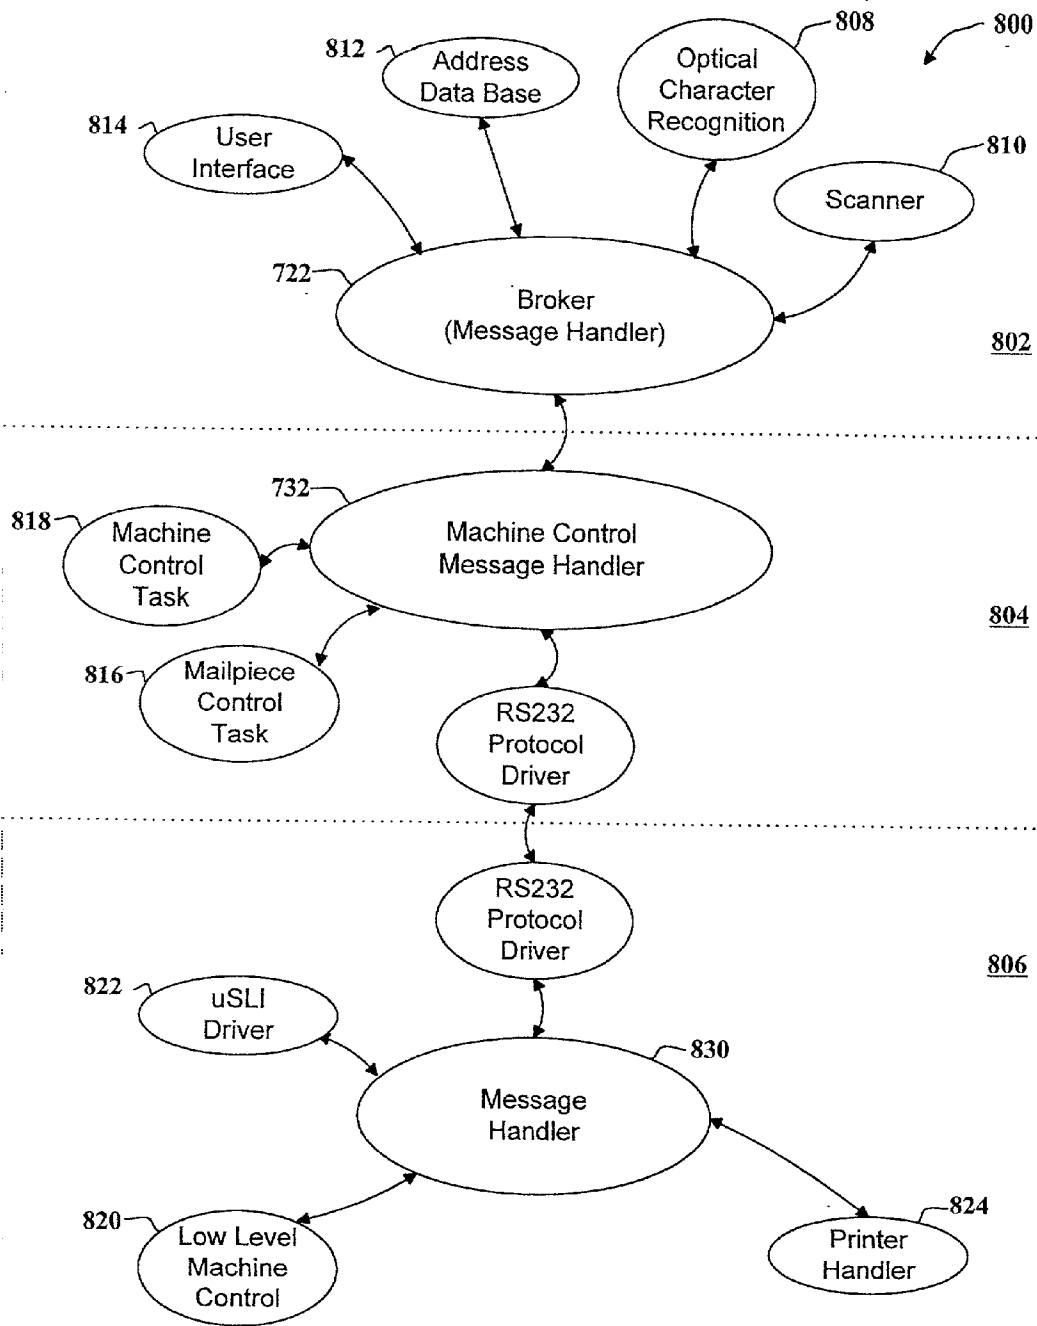 800
808
Optical
Character
Recognition
812
Address
Data Base
814
User
Interface
810
Scanner
722
Broker
(Message Handler)
802
732
Machine Control
Message Handler
818
Machine
Control
Task
804
816
Mailpiece
Control
Task
RS232
Protocol
Driver
RS232
Protocol
Driver
806
822
uSLI
Driver
830
Message
Handler
820
Low Level
Machine
Control
824
Printer
Handler